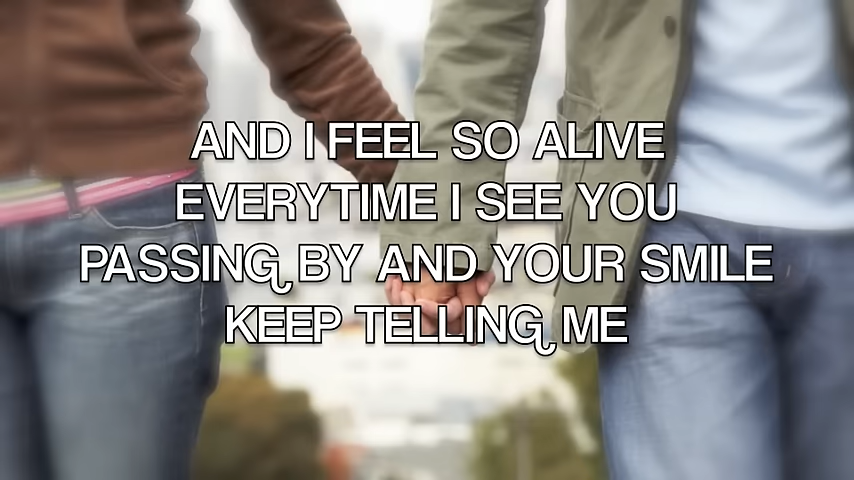 AND I FEEL SO ALIVE
EVERYTIME I SEE YOU
PASSING BY AND YOUR SMILE
KEEP TELLING ME